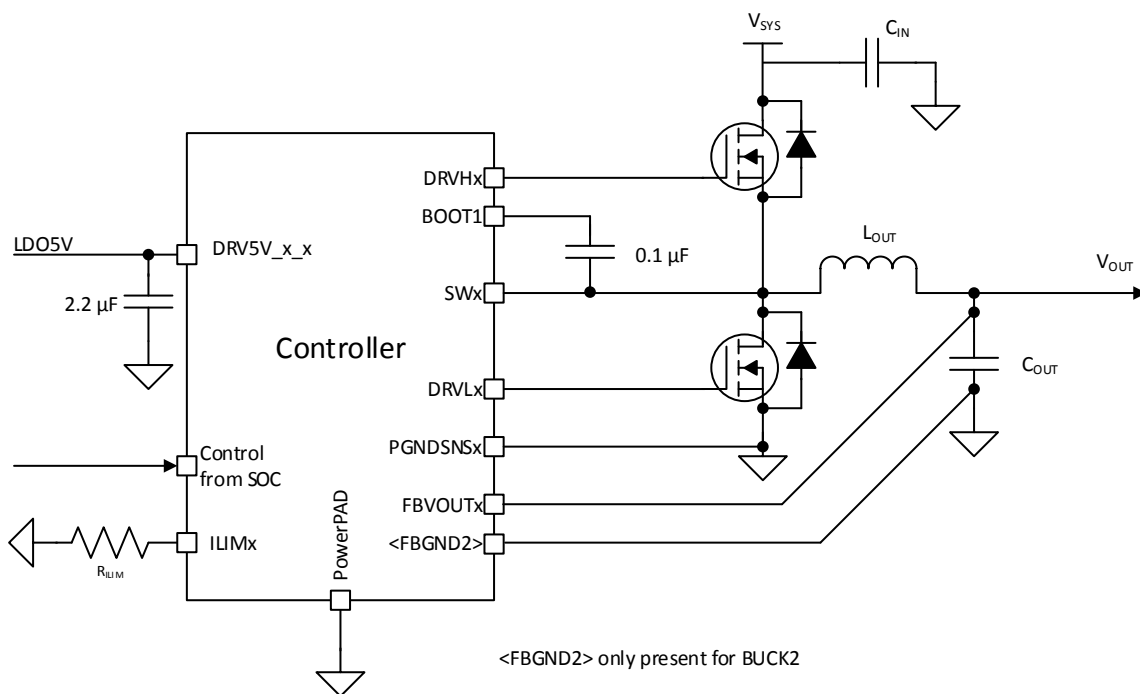 VSYS
CIN
DRVHx
BOOT1
LDO5V
DRV5V_x_x
0.1 µF
LOUT
VOUT
2.2 µF
SWx
Controller
COUT
DRVLx
PGNDSNSx
Control
from SOC
FBVOUTx
ILIMx
<FBGND2>
RILIM
PowerPAD
<FBGND2> only present for BUCK2